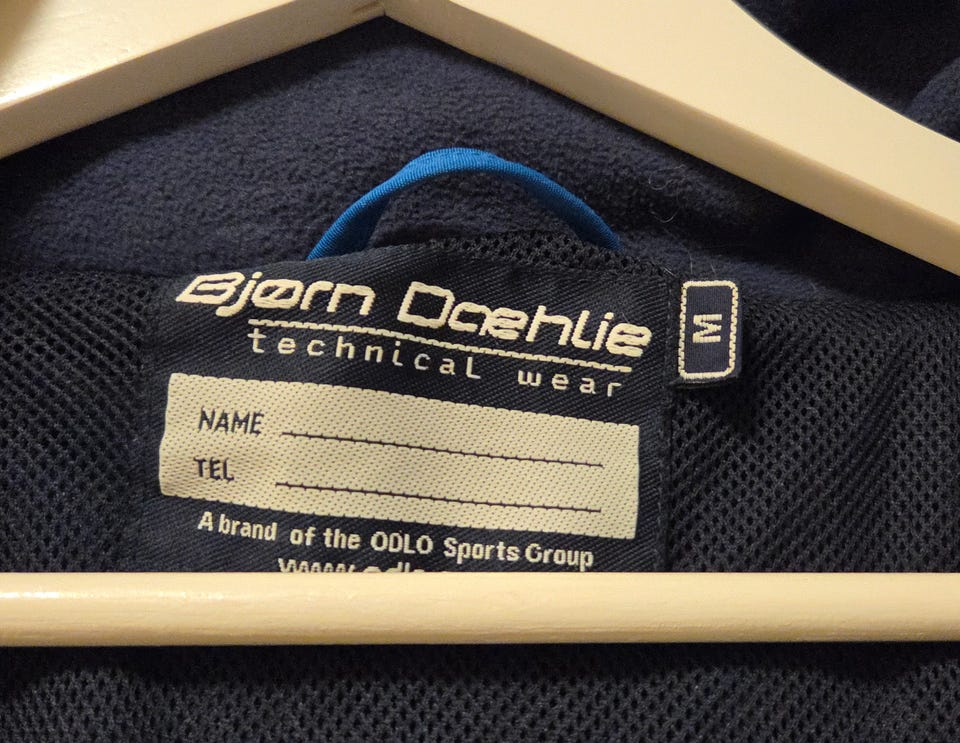 Bjørn Dæhlie
technical wear
M
NAME
TEL
A brand of the ODLO Sports Group